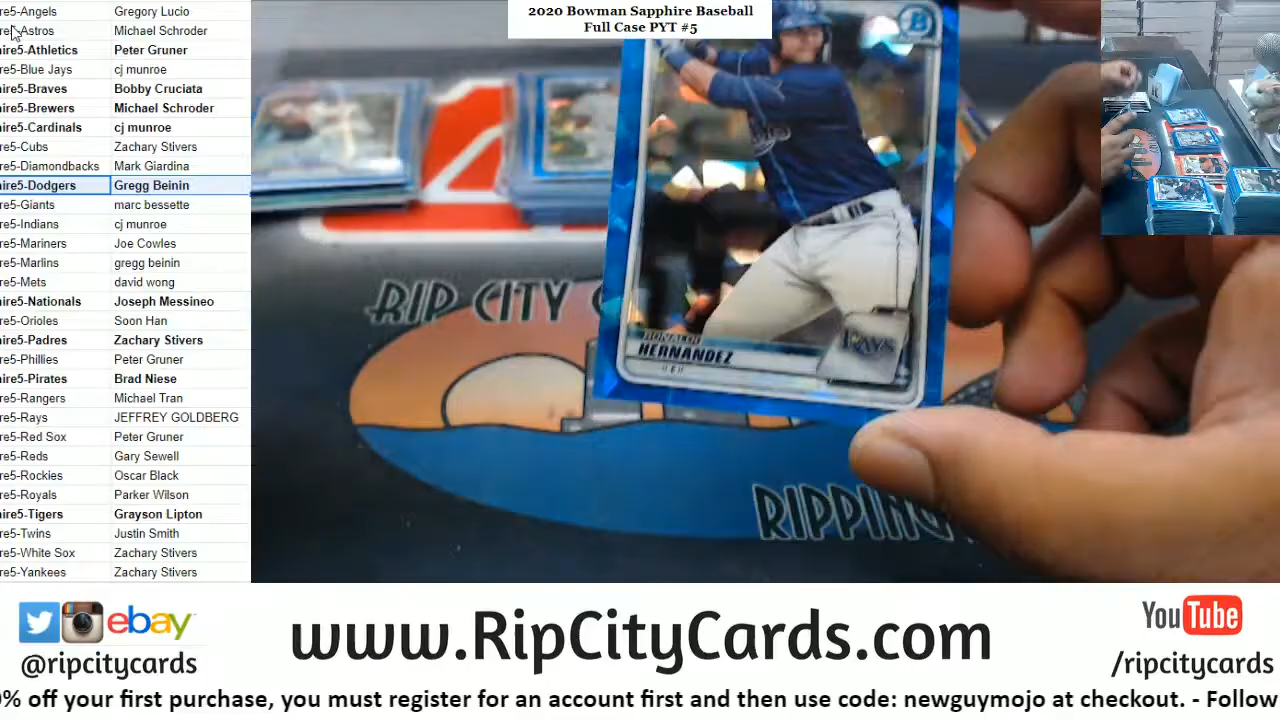 2020 Bowman Sapphire Baseball
Full Case PYT #5
re5-Angels Gregory Lucio
re5-Astros Michael Schroder
ire5-Athletics Peter Gruner
re5-Blue Jays cj munroe
ire5-Braves Bobby Cruciata
ire5-Brewers Michael Schroder
ire5-Cardinals cj munroe
re5-Cubs Zachary Stivers
re5-Diamondbacks Mark Giardina
ire5-Dodgers Gregg Beinin
re5-Giants marc bessette
re5-Indians cj munroe
re5-Mariners Joe Cowles
re5-Marlins gregg beinin
re5-Mets david wong
ire5-Nationals Joseph Messineo
re5-Orioles Soon Han
ire5-Padres Zachary Stivers
re5-Phillies Peter Gruner
ire5-Pirates Brad Niese
re5-Rangers Michael Tran
re5-Rays JEFFREY GOLDBERG
re5-Red Sox Peter Gruner
re5-Reds Gary Sewell
re5-Rockies Oscar Black
re5-Royals Parker Wilson
ire5-Tigers Grayson Lipton
re5-Twins Justin Smith
re5-White Sox Zachary Stivers
re5-Yankees Zachary Stivers
B
RONALDO
HERNANDEZ
RAYS
RIP CITY
RIPPING
ebay
@ripcitycards
www.RipCityCards.com
YouTube
/ripcitycards
% off your first purchase, you must register for an account first and then use code: newguymojo at checkout. - Follow